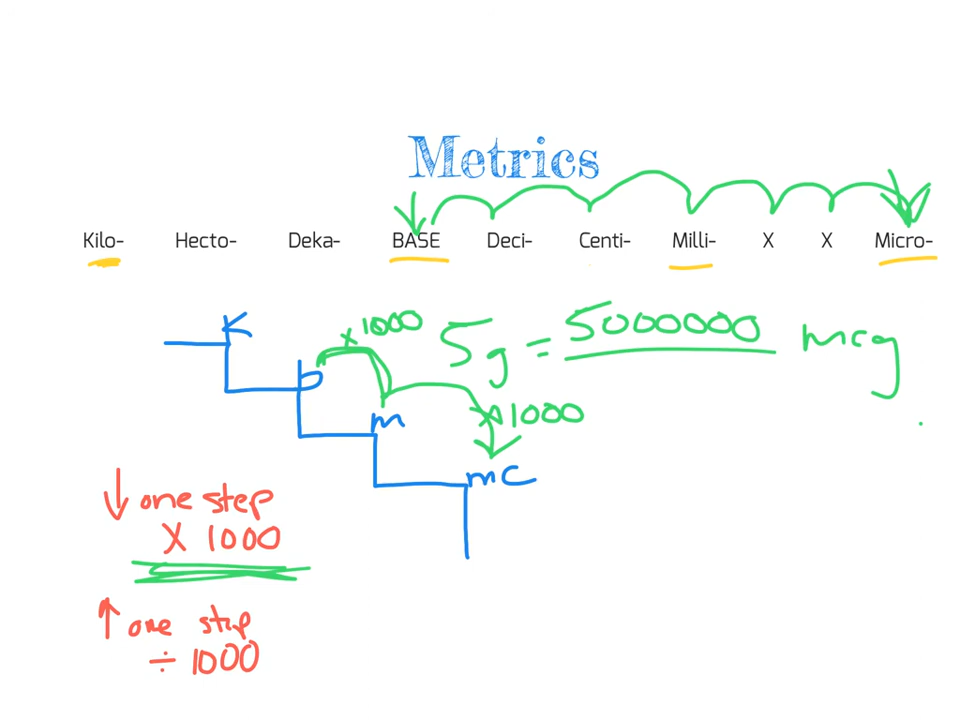 Metrics
Kilo- Hecto- Deka- BASE Deci- Centi- Milli- X X Micro-
K
x1000 5g = 5000000 mcg
b
m x1000
mc
↓ one step
X 1000
↑ one step
÷ 1000